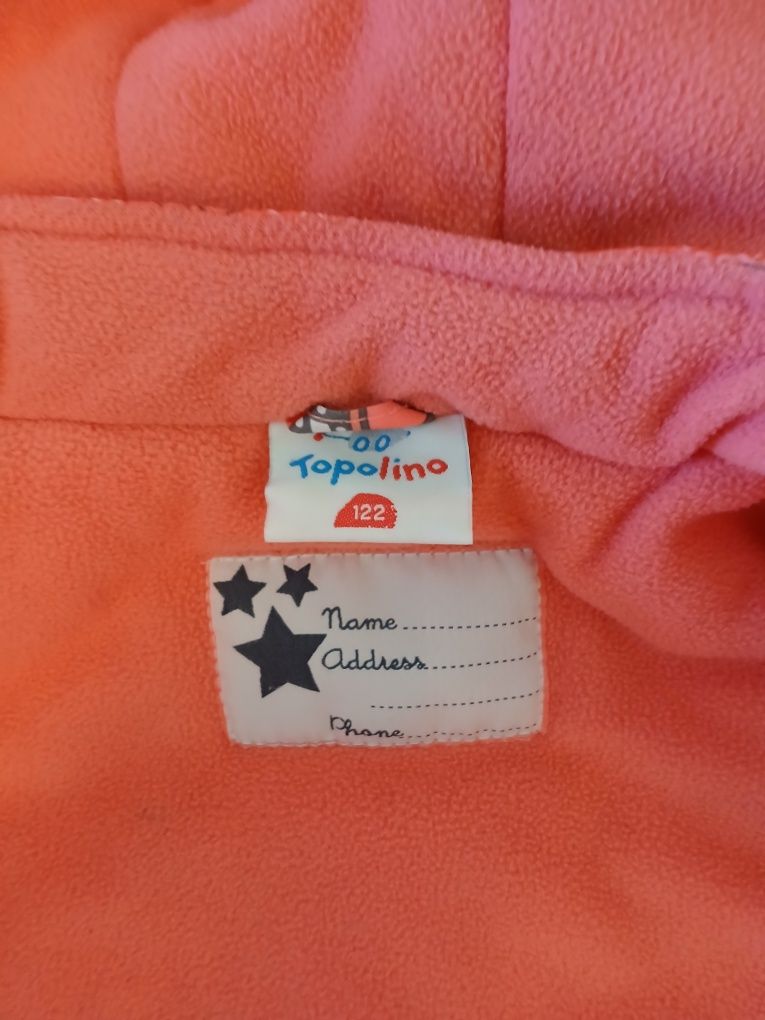 Topolino
122
Name
Address
Phone